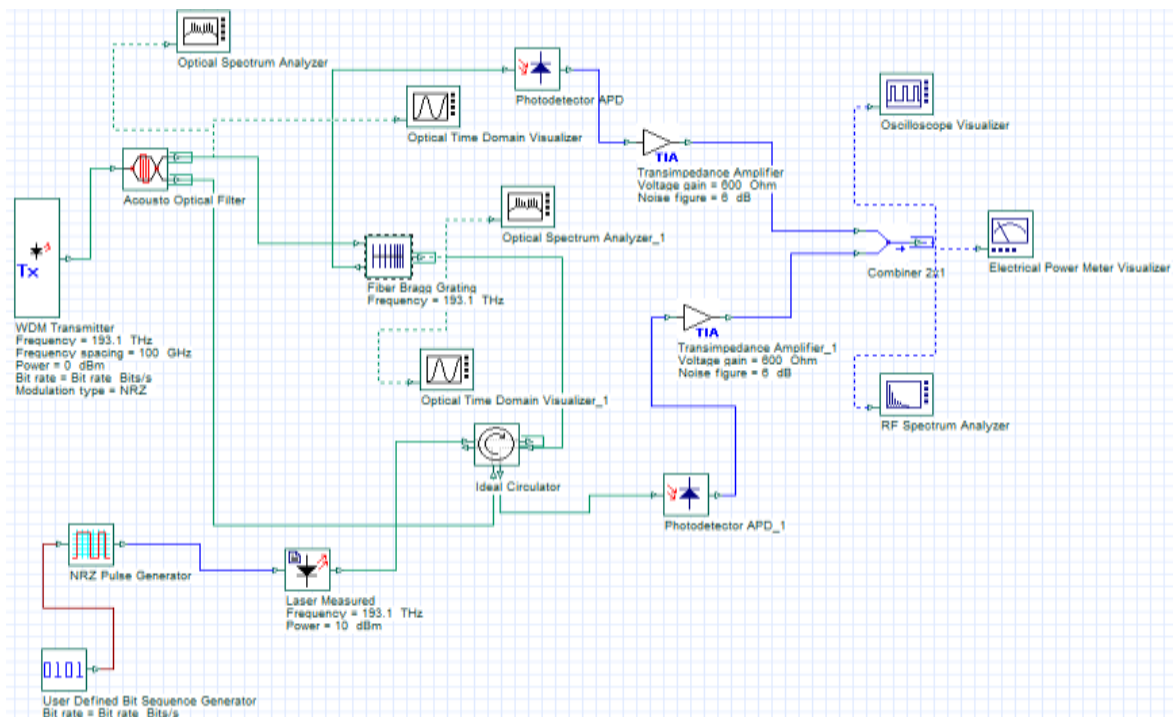 Optical Spectrum Analyzer
Photodetector APD
Optical Time Domain Visualizer
Oscilloscope Visualizer
TIA
Transimpedance Amplifier
Voltage gain = 600 Ohm
Noise figure = 6 dB
Acousto Optical Filter
Optical Spectrum Analyzer_1
Tx
Combiner 2x1
Electrical Power Meter Visualizer
Fiber Bragg Grating
Frequency = 193.1 THz
WDM Transmitter
Frequency = 193.1 THz
Frequency spacing = 100 GHz
Power = 0 dBm
Bit rate = Bit rate Bits/s
Modulation type = NRZ
TIA
Transimpedance Amplifier_1
Voltage gain = 600 Ohm
Noise figure = 6 dB
Optical Time Domain Visualizer_1
RF Spectrum Analyzer
Ideal Circulator
Photodetector APD_1
NRZ Pulse Generator
Laser Measured
Frequency = 193.1 THz
Power = 10 dBm
0101
User Defined Bit Sequence Generator
Bit rate = Bit rate Bits/s